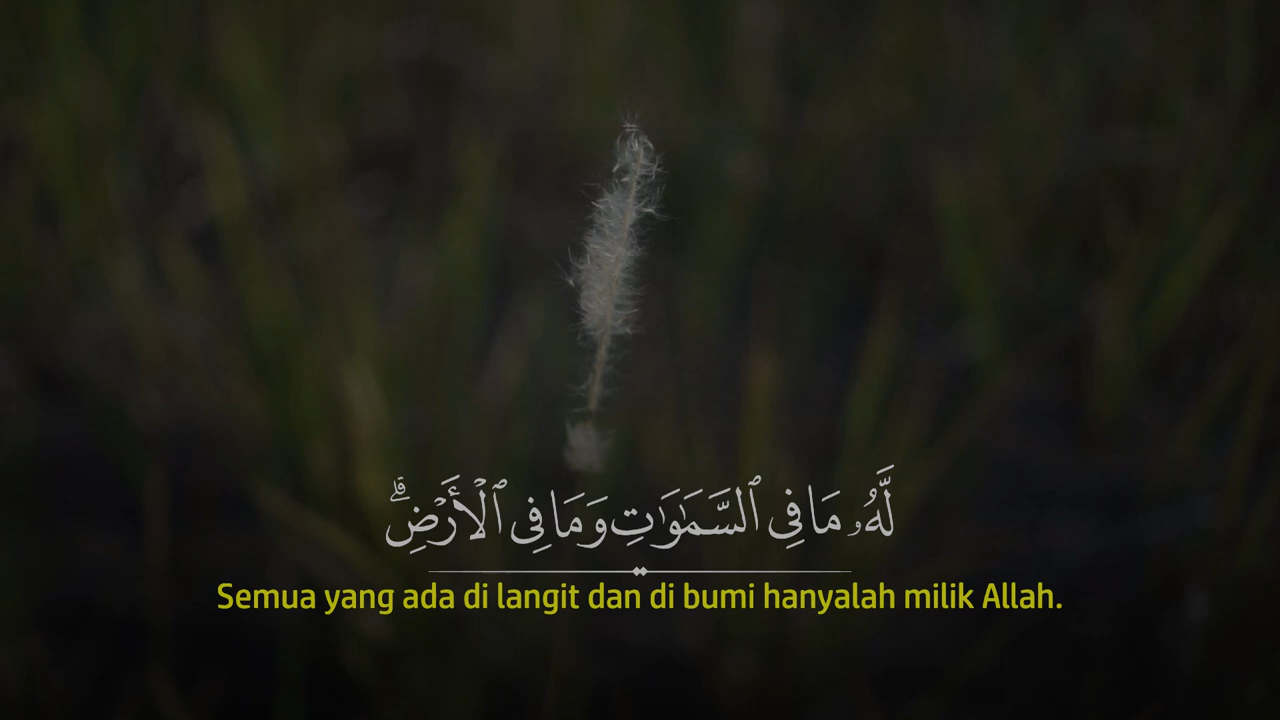 لَّهُۥ مَا فِى ٱلسَّمَـٰوَٰتِ وَمَا فِى ٱلْأَرْضِ ۗ
Semua yang ada di langit dan di bumi hanyalah milik Allah.